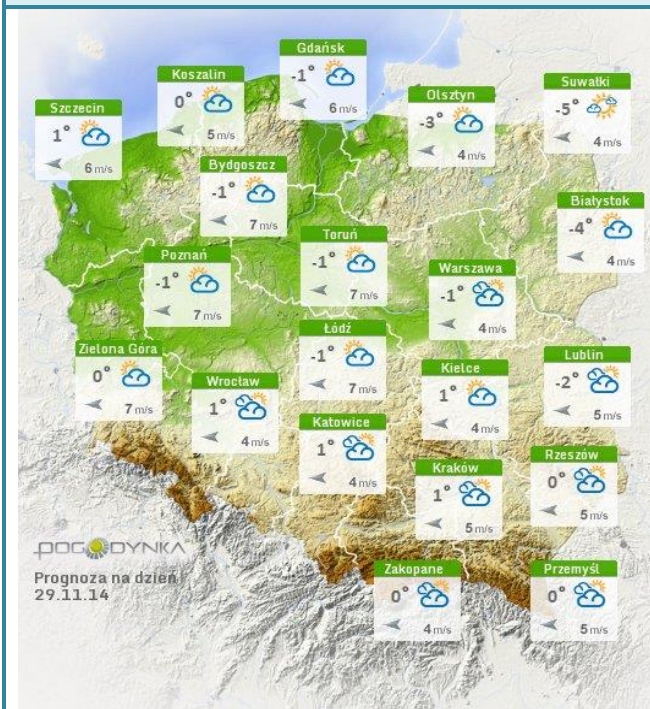 Gdańsk
-1°
6 m/s
Koszalin
0°
5 m/s
Szczecin
1°
6 m/s
Olsztyn
-3°
4 m/s
Suwałki
-5°
4 m/s
Bydgoszcz
-1°
7 m/s
Białystok
-4°
4 m/s
Toruń
-1°
7 m/s
Poznań
-1°
7 m/s
Warszawa
-1°
4 m/s
Łódź
-1°
7 m/s
Zielona Góra
0°
7 m/s
Lublin
-2°
5 m/s
Kielce
1°
4 m/s
Wrocław
1°
4 m/s
Katowice
1°
4 m/s
Rzeszów
0°
5 m/s
Kraków
1°
5 m/s
POGODYNKA
Prognoza na dzień
29.11.14
Zakopane
0°
4 m/s
Przemyśl
0°
5 m/s